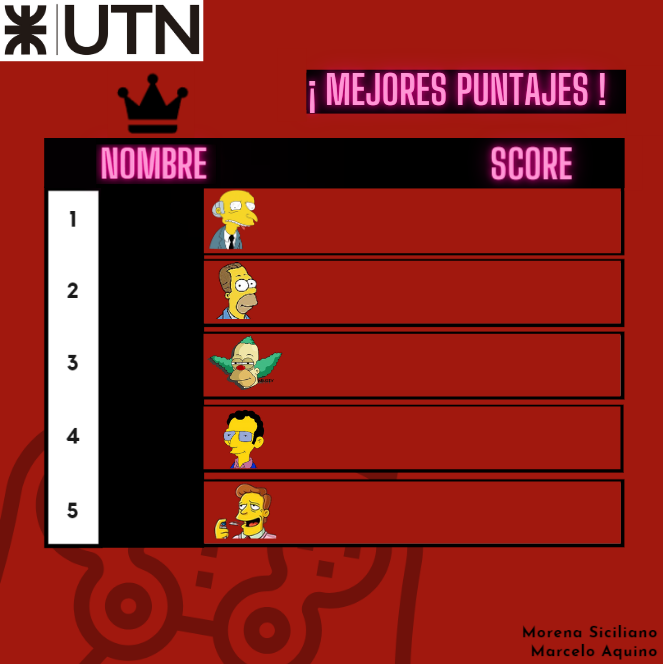 UTN
¡ MEJORES PUNTAJES !
NOMBRE SCORE
1
2
3
4
5
Morena Siciliano
Marcelo Aquino